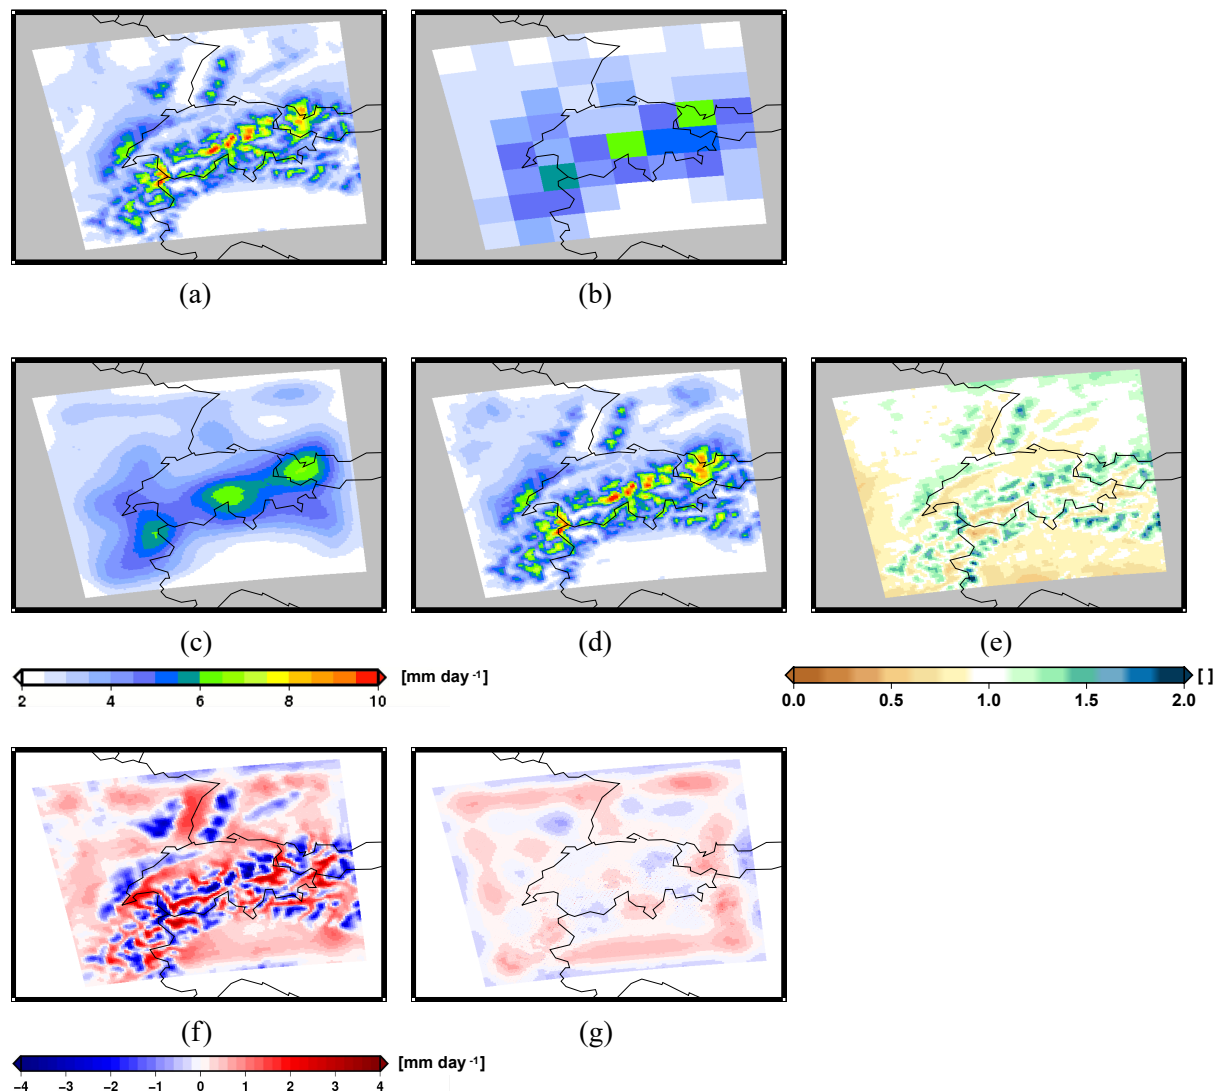 (a) (b)
(c) (d) (e)
2 4 6 8 10 [mm day -1]
0.0 0.5 1.0 1.5 2.0 [ ]
(f) (g)
−4 −3 −2 −1 0 1 2 3 4 [mm day -1]